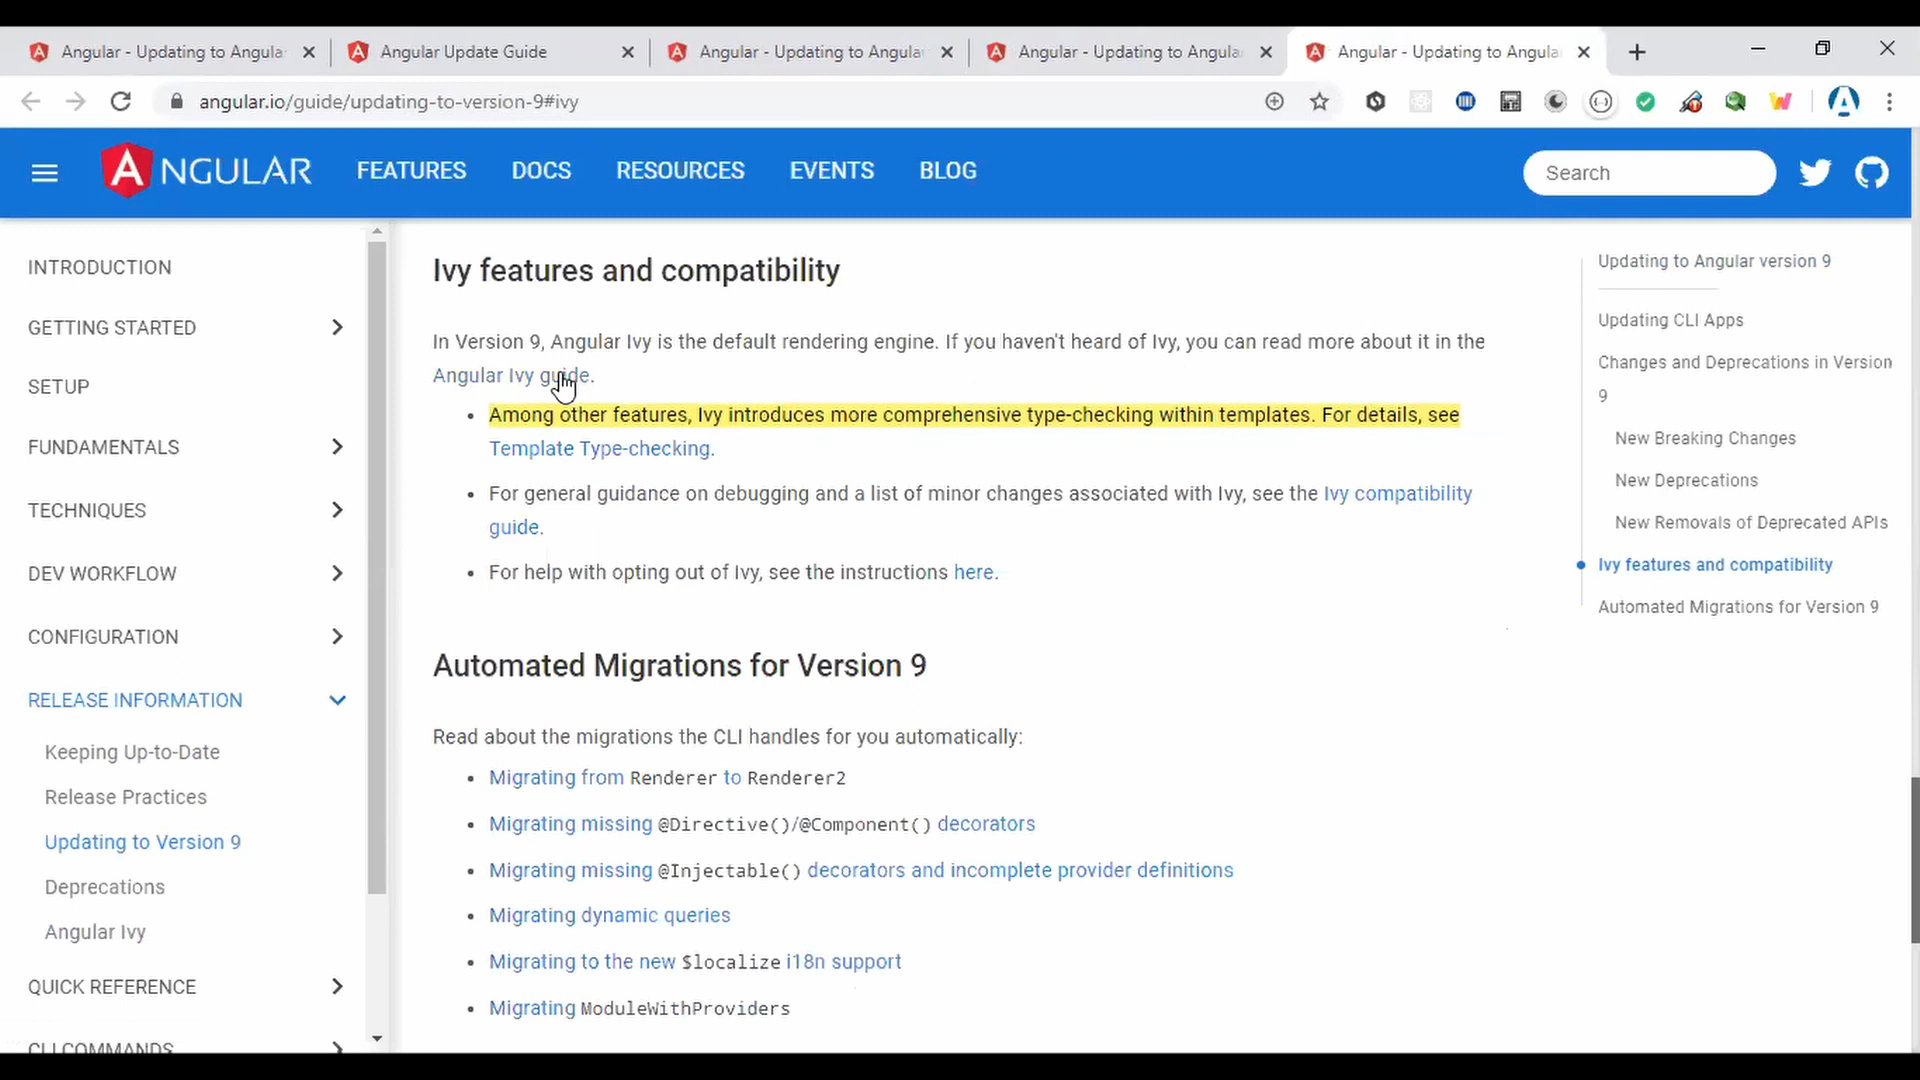 Angular - Updating to Angula
Angular Update Guide
Angular - Updating to Angula
Angular - Updating to Angula
Angular - Updating to Angula
angular.io/guide/updating-to-version-9#ivy
ANGULAR
FEATURES
DOCS
RESOURCES
EVENTS
BLOG
Search
INTRODUCTION
GETTING STARTED
SETUP
FUNDAMENTALS
TECHNIQUES
DEV WORKFLOW
CONFIGURATION
RELEASE INFORMATION
Keeping Up-to-Date
Release Practices
Updating to Version 9
Deprecations
Angular Ivy
QUICK REFERENCE
CLI COMMANDS
Ivy features and compatibility
In Version 9, Angular Ivy is the default rendering engine. If you haven't heard of Ivy, you can read more about it in the
Angular Ivy guide.
Among other features, Ivy introduces more comprehensive type-checking within templates. For details, see
Template Type-checking.
For general guidance on debugging and a list of minor changes associated with Ivy, see the Ivy compatibility
guide.
For help with opting out of Ivy, see the instructions here.
Automated Migrations for Version 9
Read about the migrations the CLI handles for you automatically:
Migrating from Renderer to Renderer2
Migrating missing @Directive()/@Component() decorators
Migrating missing @Injectable() decorators and incomplete provider definitions
Migrating dynamic queries
Migrating to the new $localize i18n support
Migrating ModuleWithProviders
Updating to Angular version 9
Updating CLI Apps
Changes and Deprecations in Version
9
New Breaking Changes
New Deprecations
New Removals of Deprecated APIs
Ivy features and compatibility
Automated Migrations for Version 9